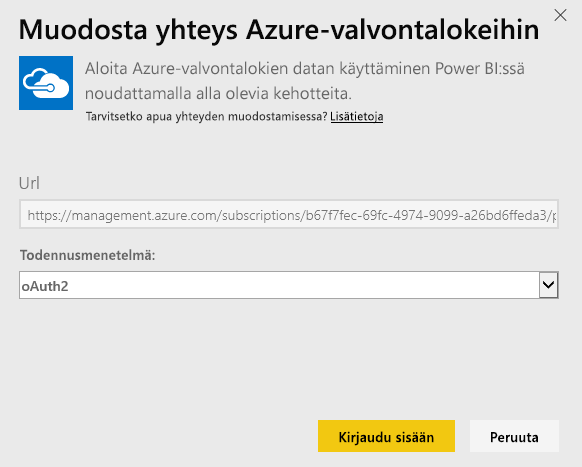 Muodosta yhteys Azure-valvontalokeihin
Aloita Azure-valvontalokien datan käyttäminen Power BI:ssä
noudattamalla alla olevia kehotteita.
Tarvitsetko apua yhteyden muodostamisessa? Lisätietoja
Url
https://management.azure.com/subscriptions/b67f7fec-69fc-4974-9099-a26bd6ffeda3/p
Todennusmenetelmä:
oAuth2
Kirjaudu sisään
Peruuta